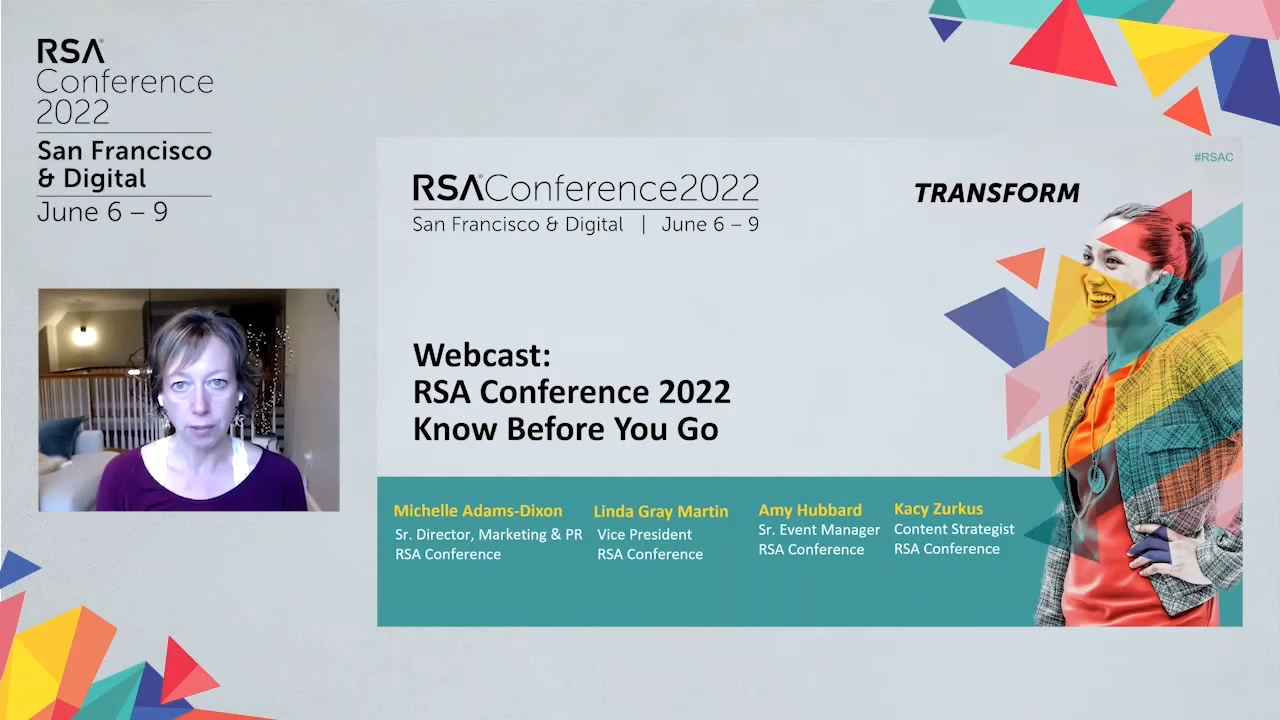 RSA®
Conference
2022
San Francisco
& Digital
June 6 – 9
#RSAC
RSA®Conference2022
San Francisco & Digital | June 6 – 9
TRANSFORM
Webcast:
RSA Conference 2022
Know Before You Go
Michelle Adams-Dixon
Sr. Director, Marketing & PR
RSA Conference
Linda Gray Martin
Vice President
RSA Conference
Amy Hubbard
Sr. Event Manager
RSA Conference
Kacy Zurkus
Content Strategist
RSA Conference